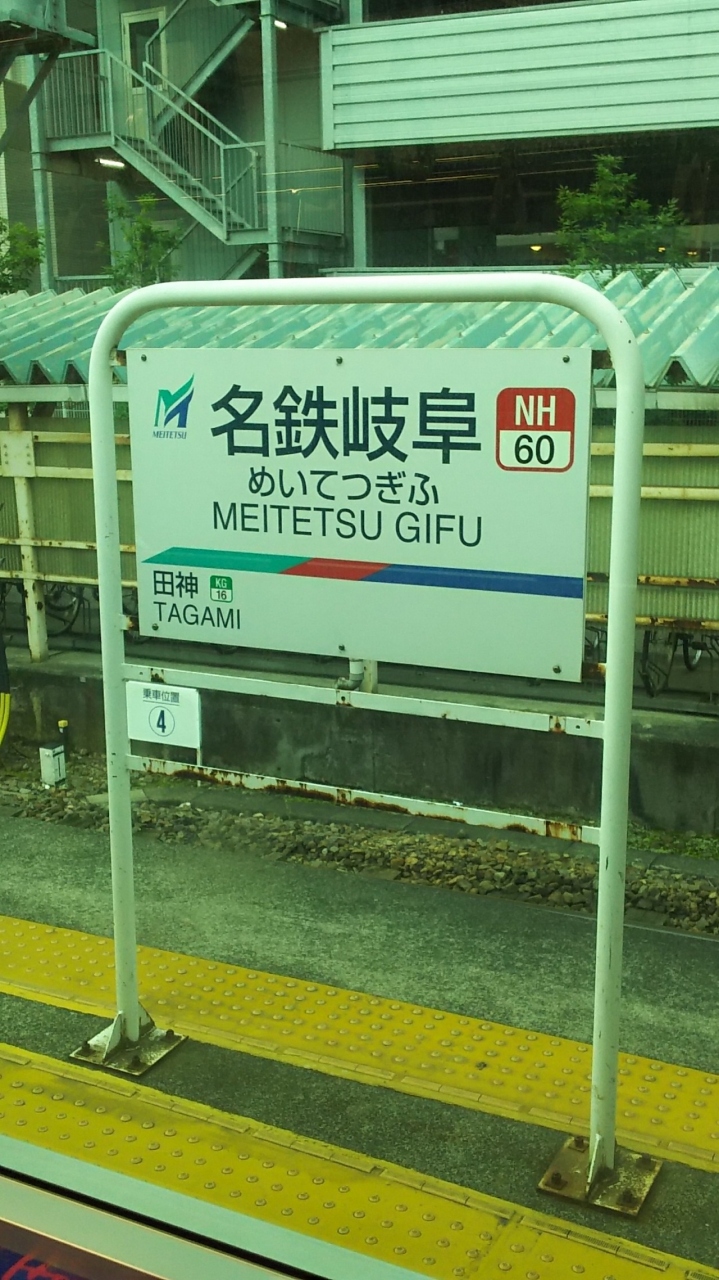 MEITETSU
名鉄岐阜
NH
60
めいてつぎふ
MEITETSU GIFU
田神
KG
16
TAGAMI
乗車位置
4